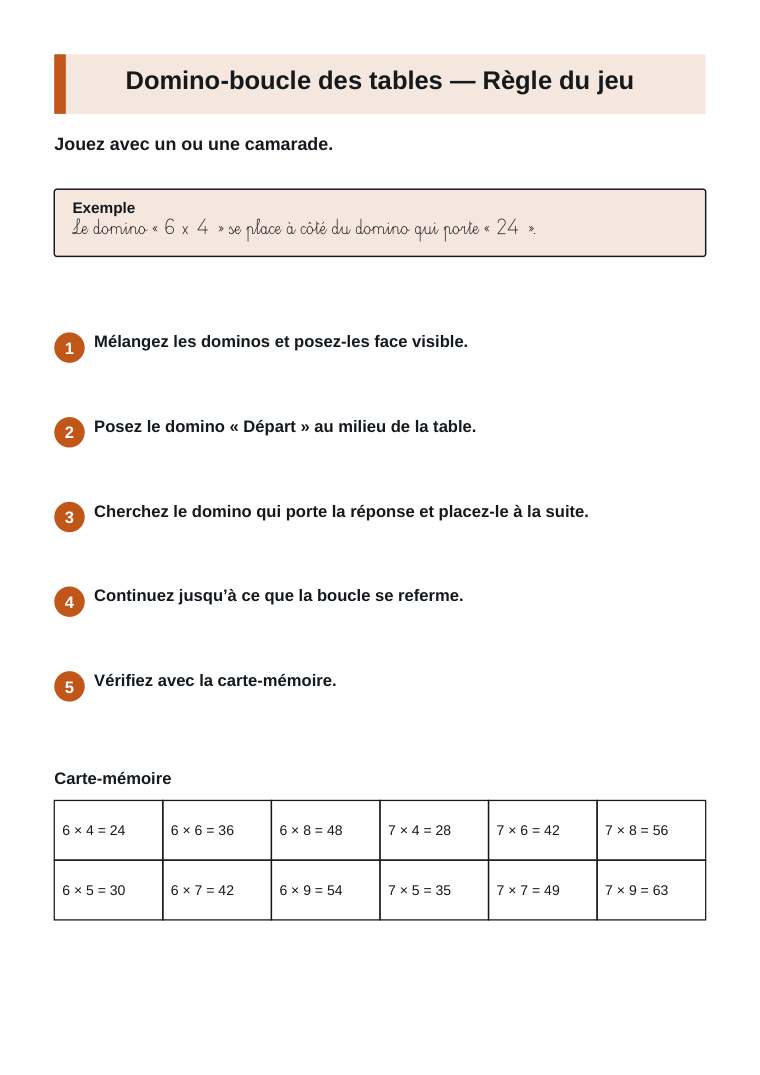 Domino-boucle des tables — Règle du jeu
Jouez avec un ou une camarade.
Exemple
Le domino « 6 x 4 » se place à côté du domino qui porte « 24 ».
1 Mélangez les dominos et posez-les face visible.
2 Posez le domino « Départ » au milieu de la table.
3 Cherchez le domino qui porte la réponse et placez-le à la suite.
4 Continuez jusqu’à ce que la boucle se referme.
5 Vérifiez avec la carte-mémoire.
Carte-mémoire
6 × 4 = 24 6 × 6 = 36 6 × 8 = 48 7 × 4 = 28 7 × 6 = 42 7 × 8 = 56
6 × 5 = 30 6 × 7 = 42 6 × 9 = 54 7 × 5 = 35 7 × 7 = 49 7 × 9 = 63